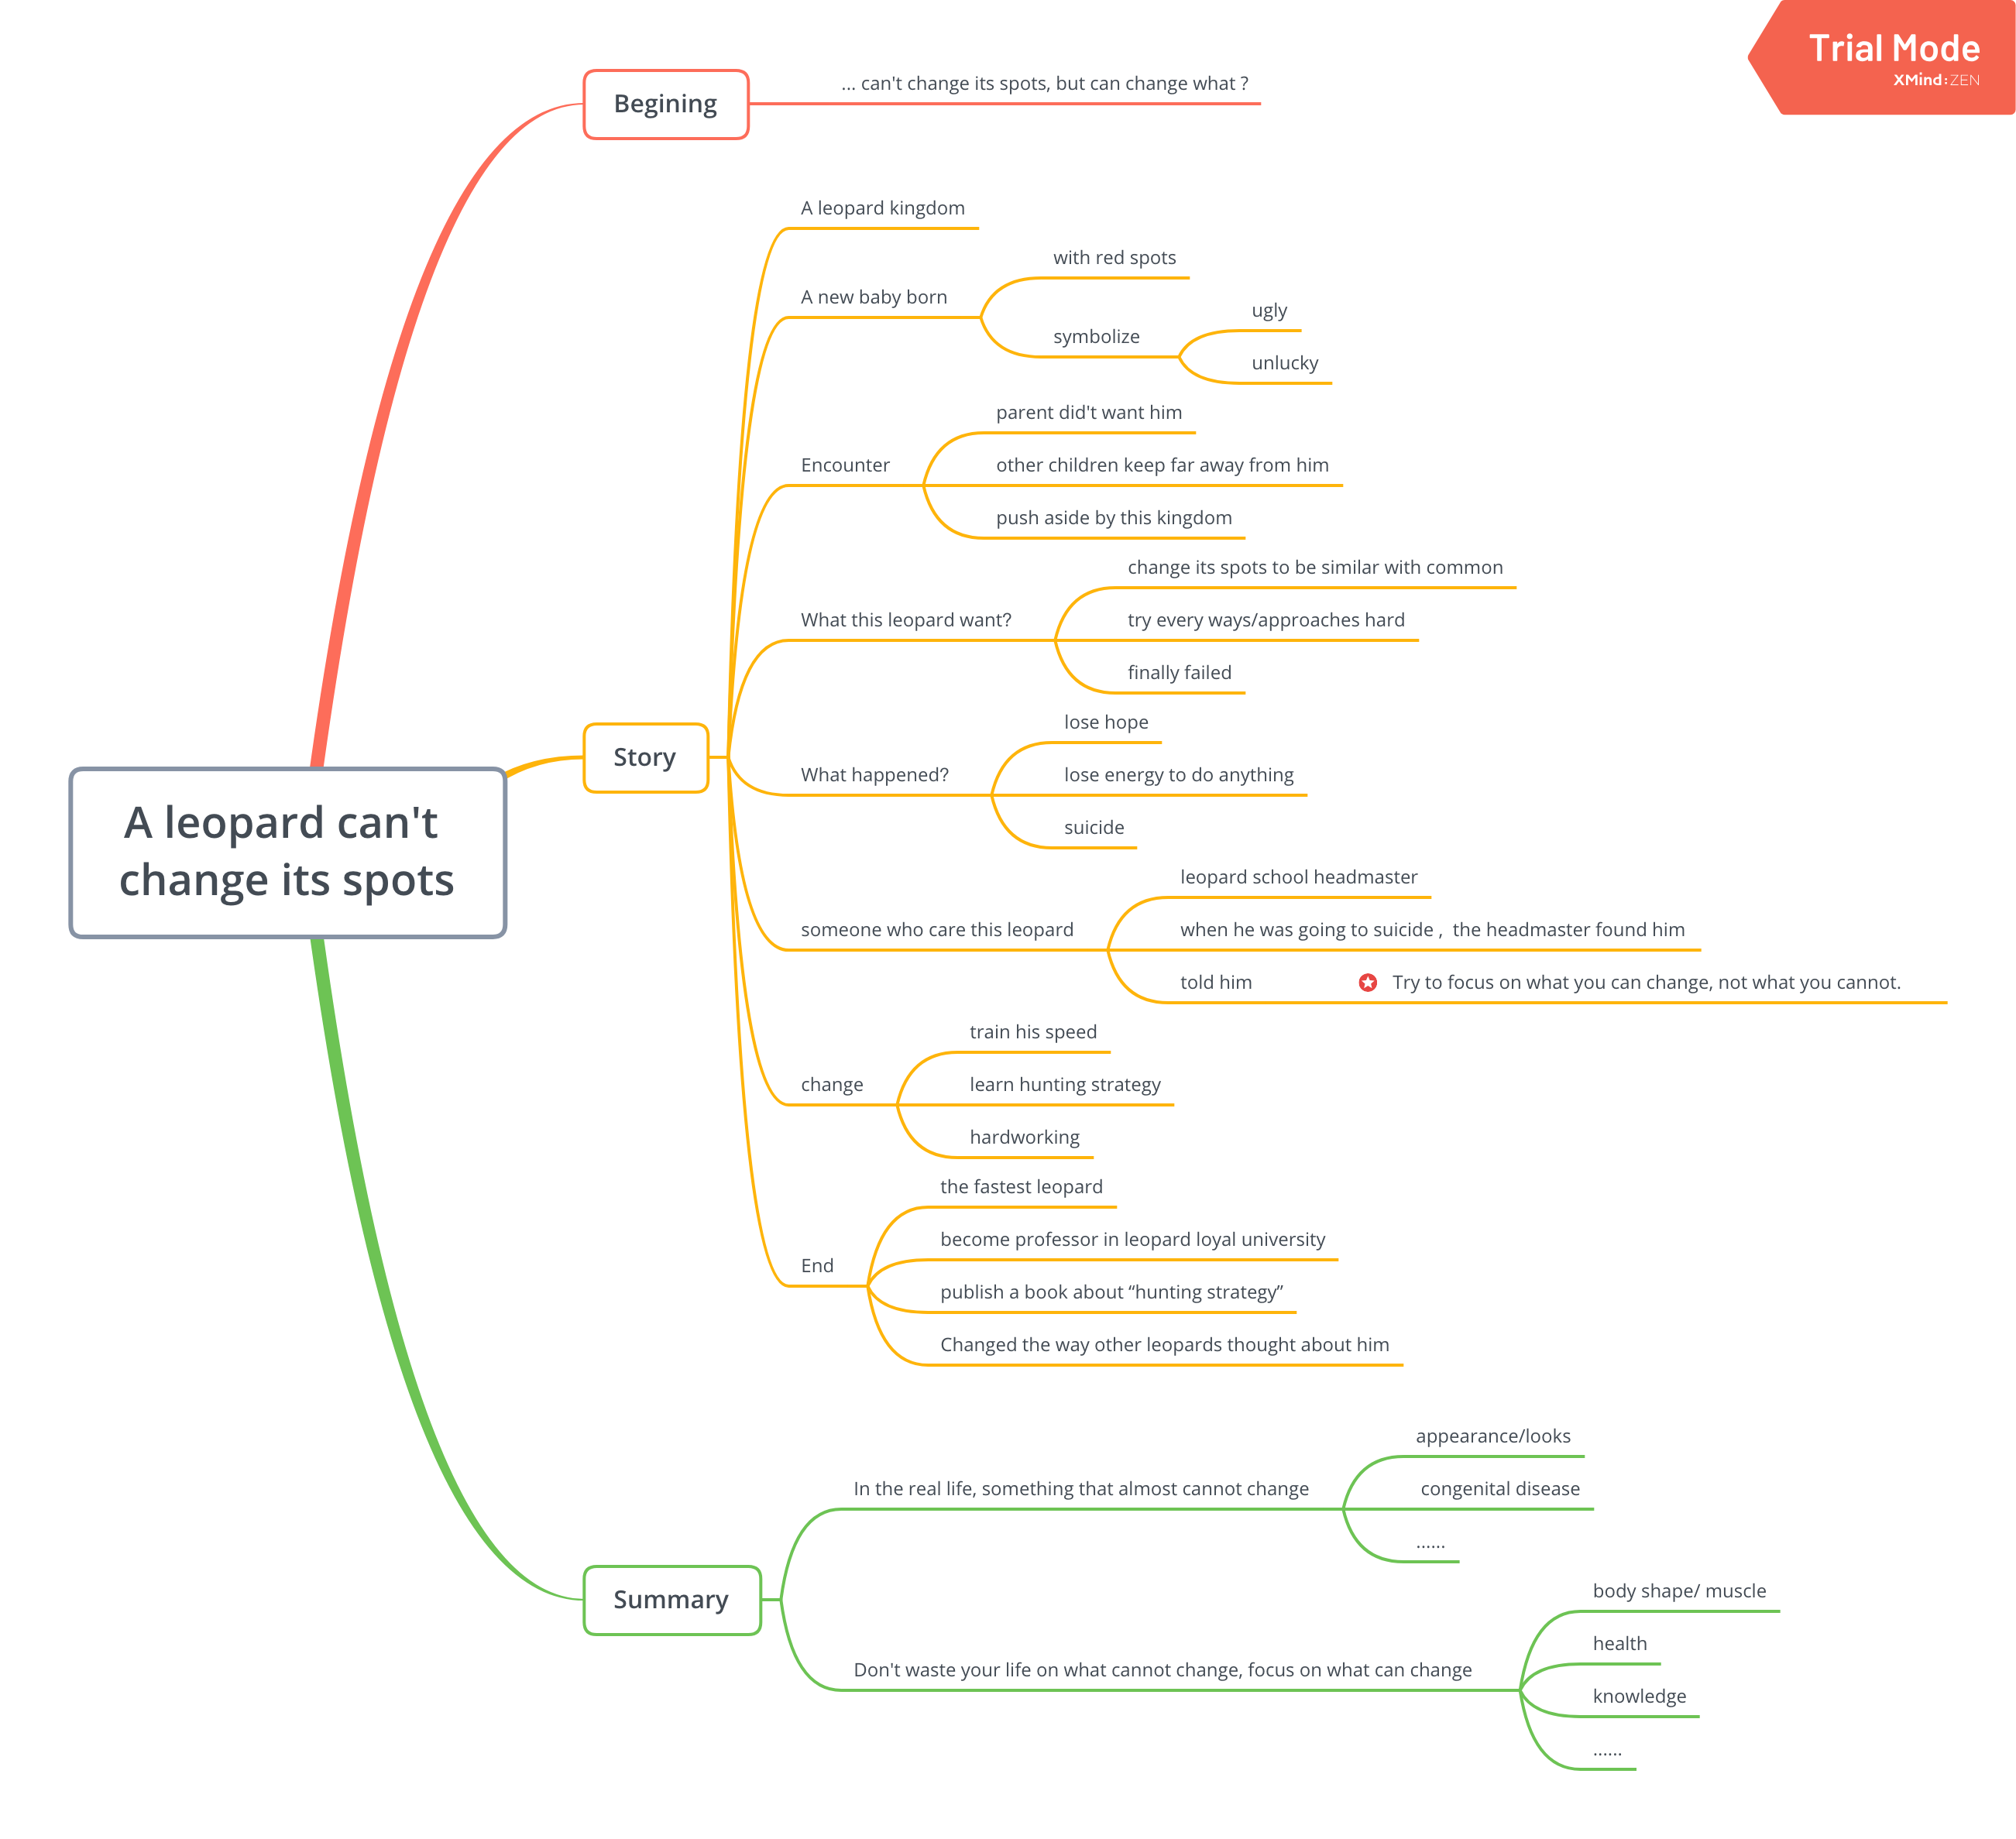 Trial Mode
XMind:ZEN
Begining
... can't change its spots, but can change what ?
A leopard kingdom
with red spots
A new baby born
ugly
symbolize
unlucky
parent did't want him
Encounter
other children keep far away from him
push aside by this kingdom
change its spots to be similar with common
What this leopard want?
try every ways/approaches hard
finally failed
lose hope
Story
What happened?
lose energy to do anything
suicide
A leopard can't
change its spots
leopard school headmaster
someone who care this leopard
when he was going to suicide , the headmaster found him
told him
Try to focus on what you can change, not what you cannot.
train his speed
change
learn hunting strategy
hardworking
the fastest leopard
become professor in leopard loyal university
End
publish a book about “hunting strategy”
Changed the way other leopards thought about him
appearance/looks
In the real life, something that almost cannot change
congenital disease
......
Summary
body shape/ muscle
health
Don't waste your life on what cannot change, focus on what can change
knowledge
......